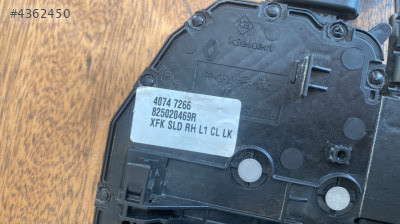 #4362450
4074 7266
825020469R
XFK SLD RH L1 CL LK